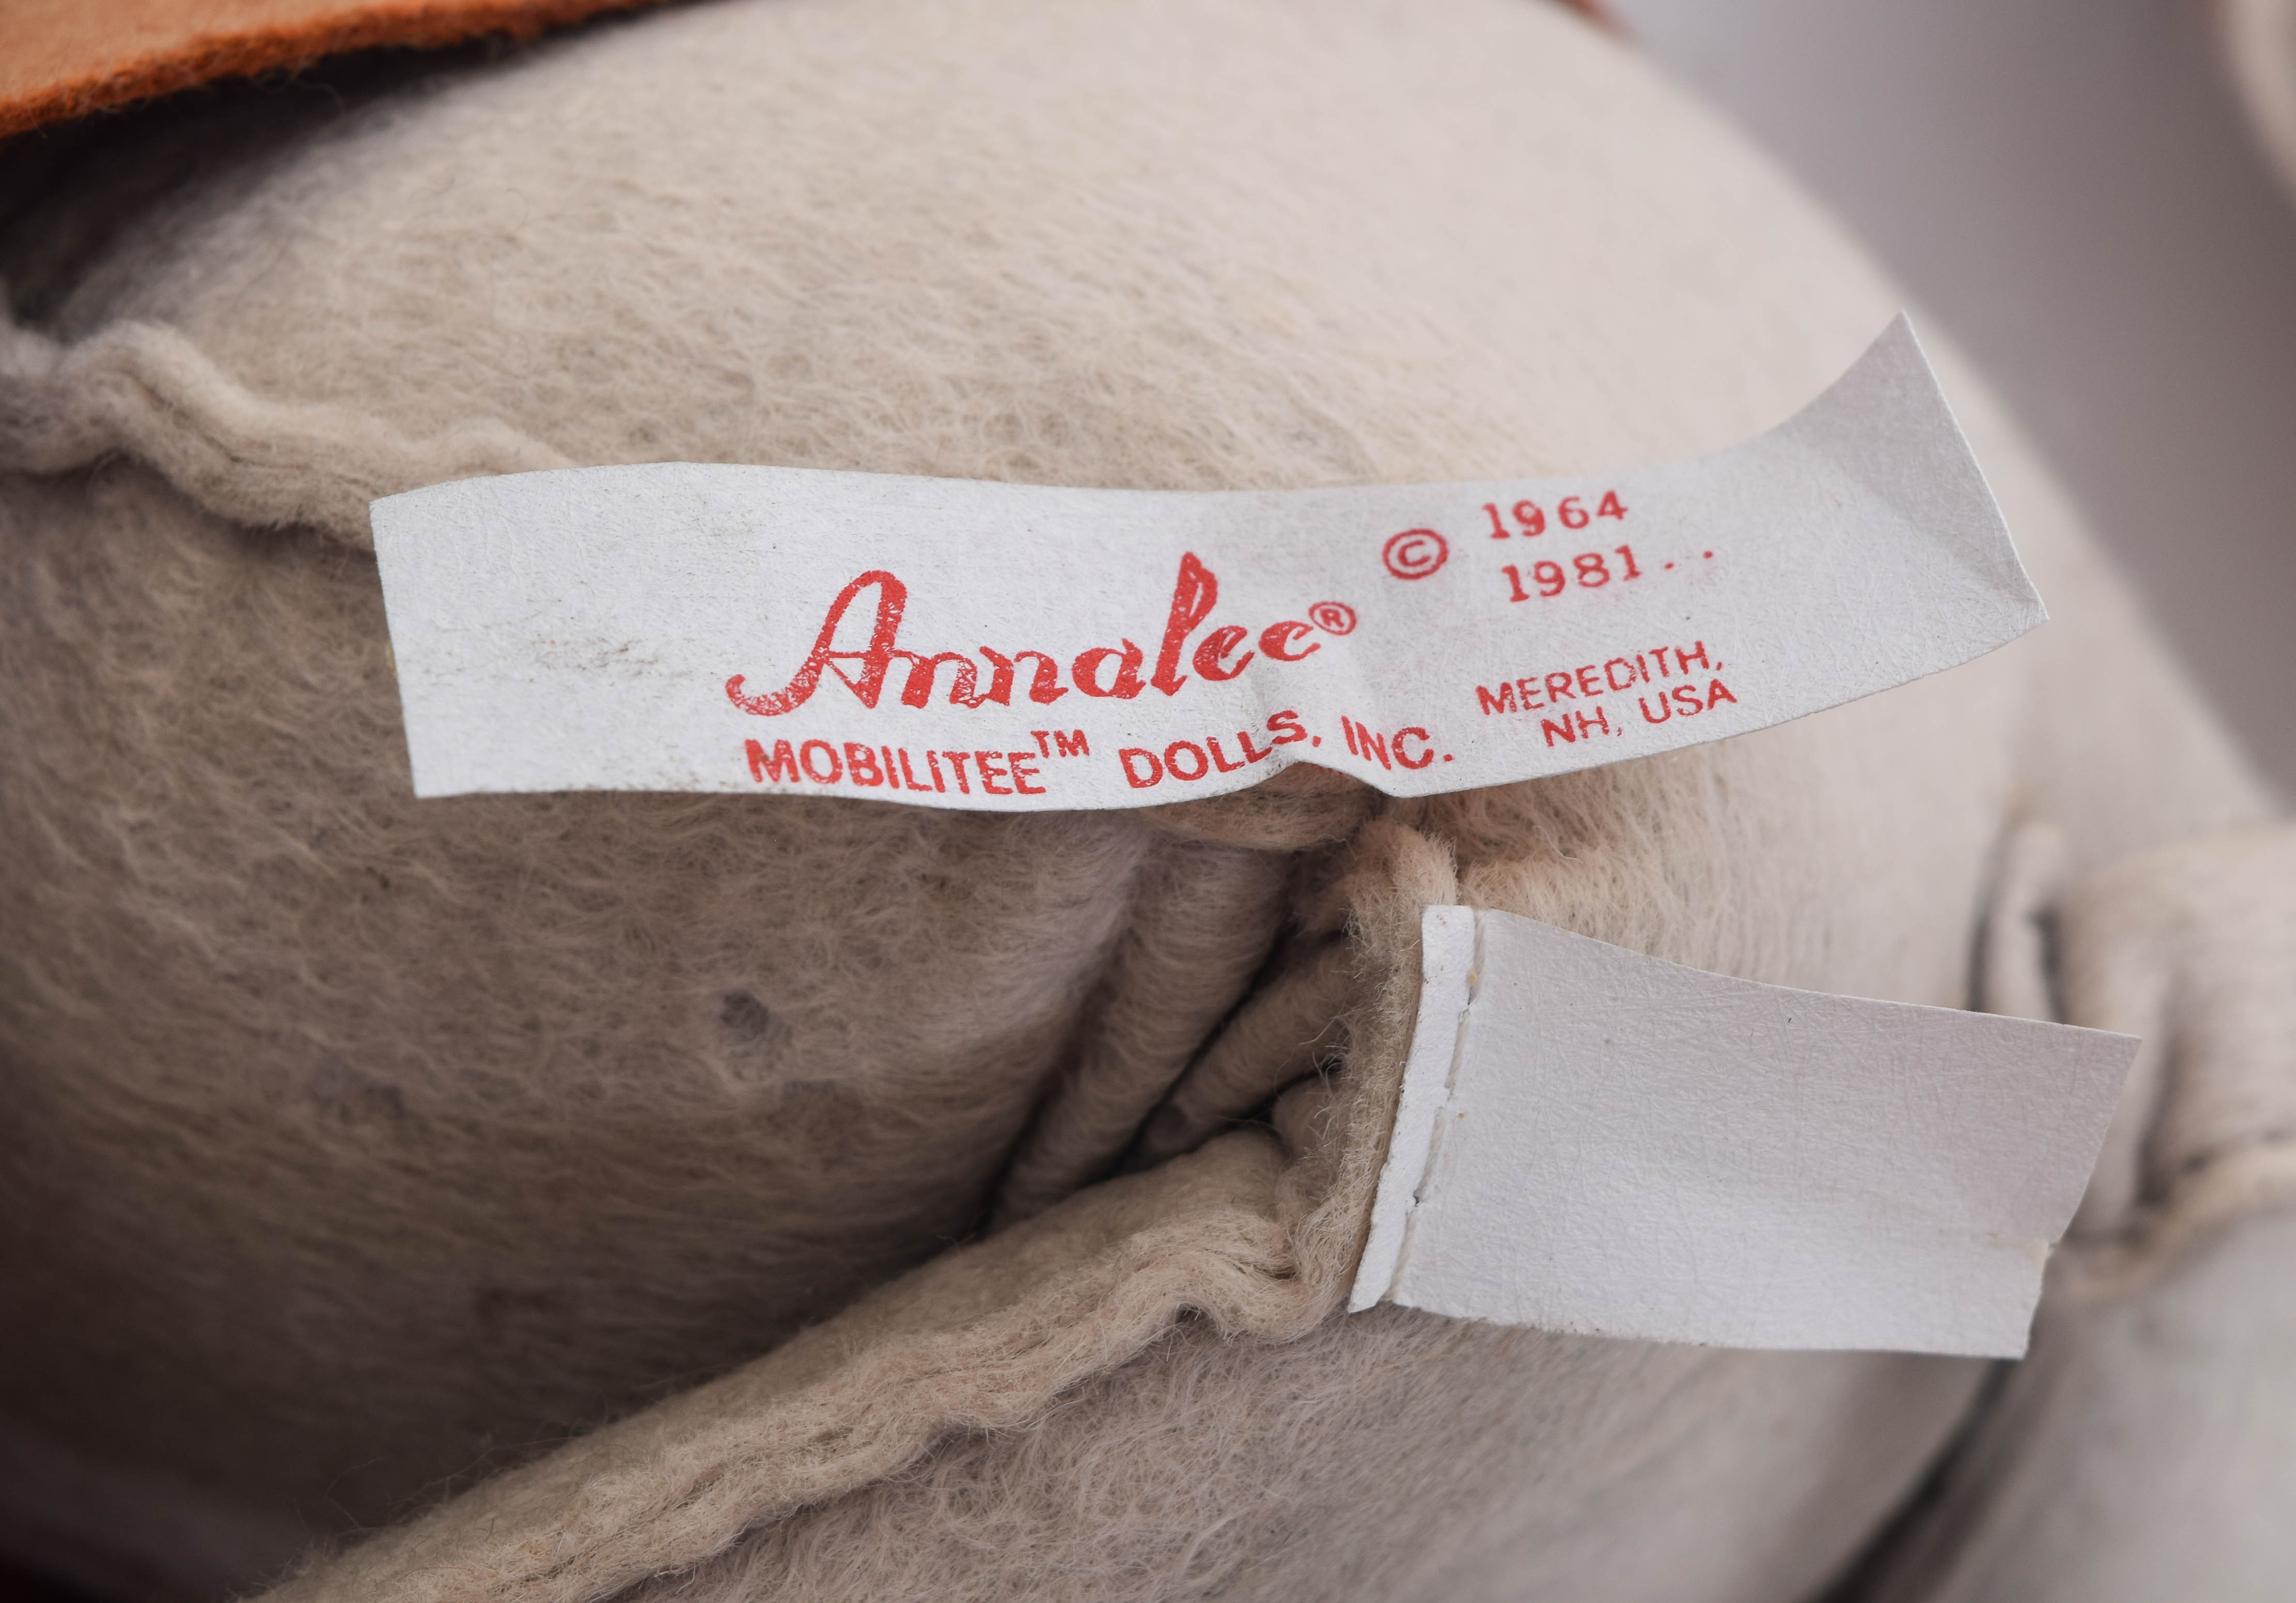 Annalee®
MOBILITEE™ DOLLS, INC.
© 1964
1981..
MEREDITH,
NH, USA